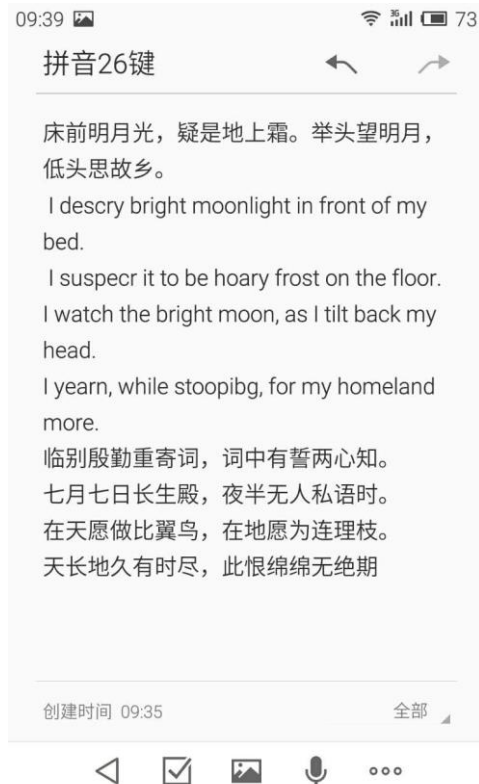 09:39 3G 73
拼音26键
床前明月光，疑是地上霜。举头望明月，
低头思故乡。
I descry bright moonlight in front of my
bed.
I suspecr it to be hoary frost on the floor.
I watch the bright moon, as I tilt back my
head.
I yearn, while stoopibg, for my homeland
more.
临别殷勤重寄词，词中有誓两心知。
七月七日长生殿，夜半无人私语时。
在天愿做比翼鸟，在地愿为连理枝。
天长地久有时尽，此恨绵绵无绝期
创建时间 09:35 全部